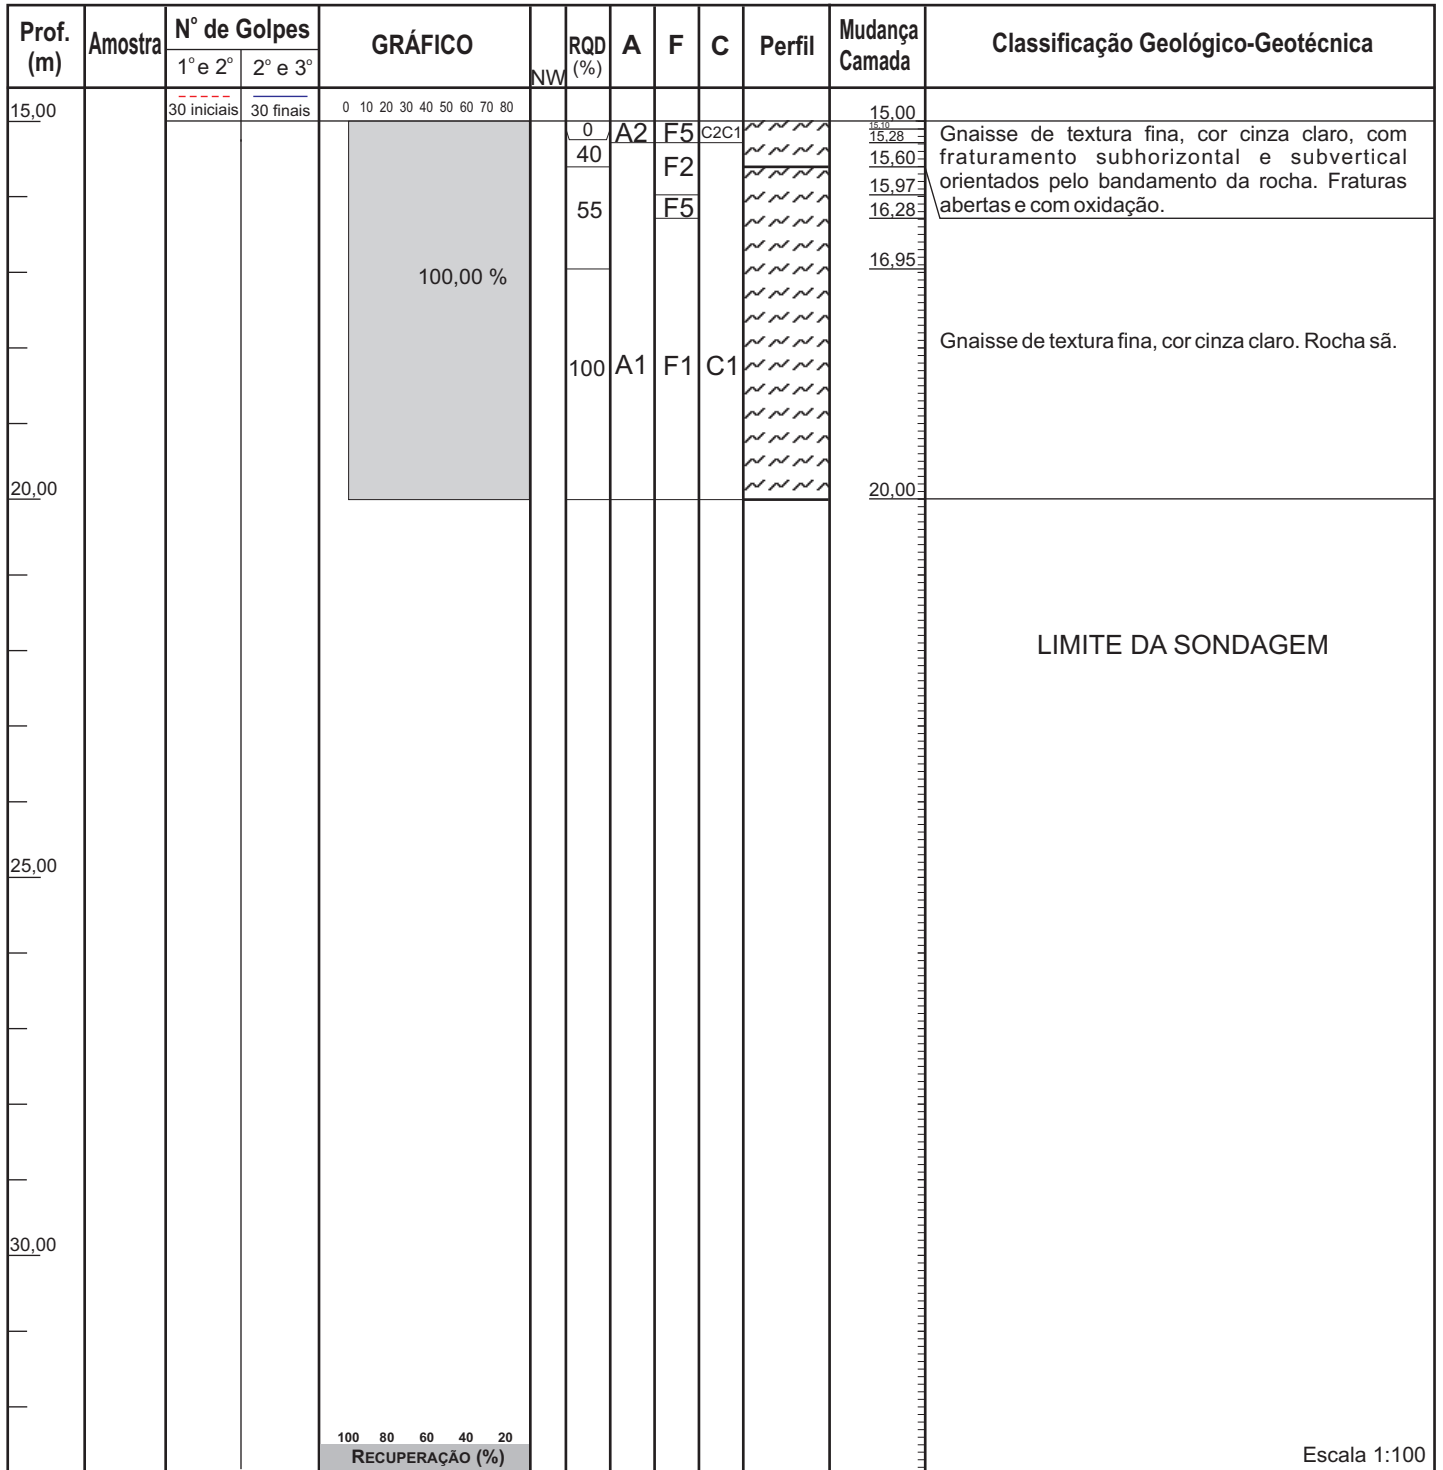 Prof. (m)
Amostra
N° de Golpes
1° e 2°
2° e 3°
GRÁFICO
NW
RQD (%)
A
F
C
Perfil
Mudança Camada
Classificação Geológico-Geotécnica
30 iniciais
30 finais
0 10 20 30 40 50 60 70 80
15,00
15,00
15,10
15,28
15,60
15,97
16,28
16,95
0
A2
F5
C2C1
40
F2
55
F5
100,00 %
100
A1
F1
C1
Gnaisse de textura fina, cor cinza claro, com
fraturamento subhorizontal e subvertical
orientados pelo bandamento da rocha. Fraturas
abertas e com oxidação.
Gnaisse de textura fina, cor cinza claro. Rocha sã.
20,00
20,00
LIMITE DA SONDAGEM
25,00
30,00
100 80 60 40 20
RECUPERAÇÃO (%)
Escala 1:100